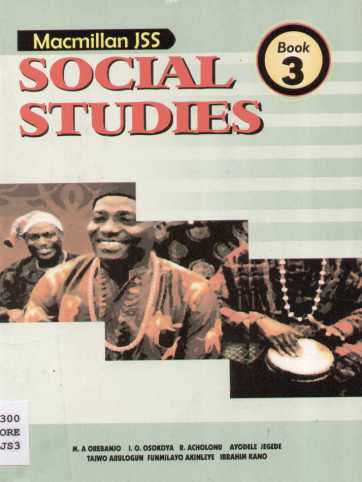 Macmillan JSS
Book
3
SOCIAL
STUDIES
300
ORE
JS3
M. A OREBANJO I. O. OSOKOYA R. ACHOLONU AYODELE JEGEDE
TAIWO ABULOGUN FUNMILAYO AKINLEYE IBRAHIM KANO